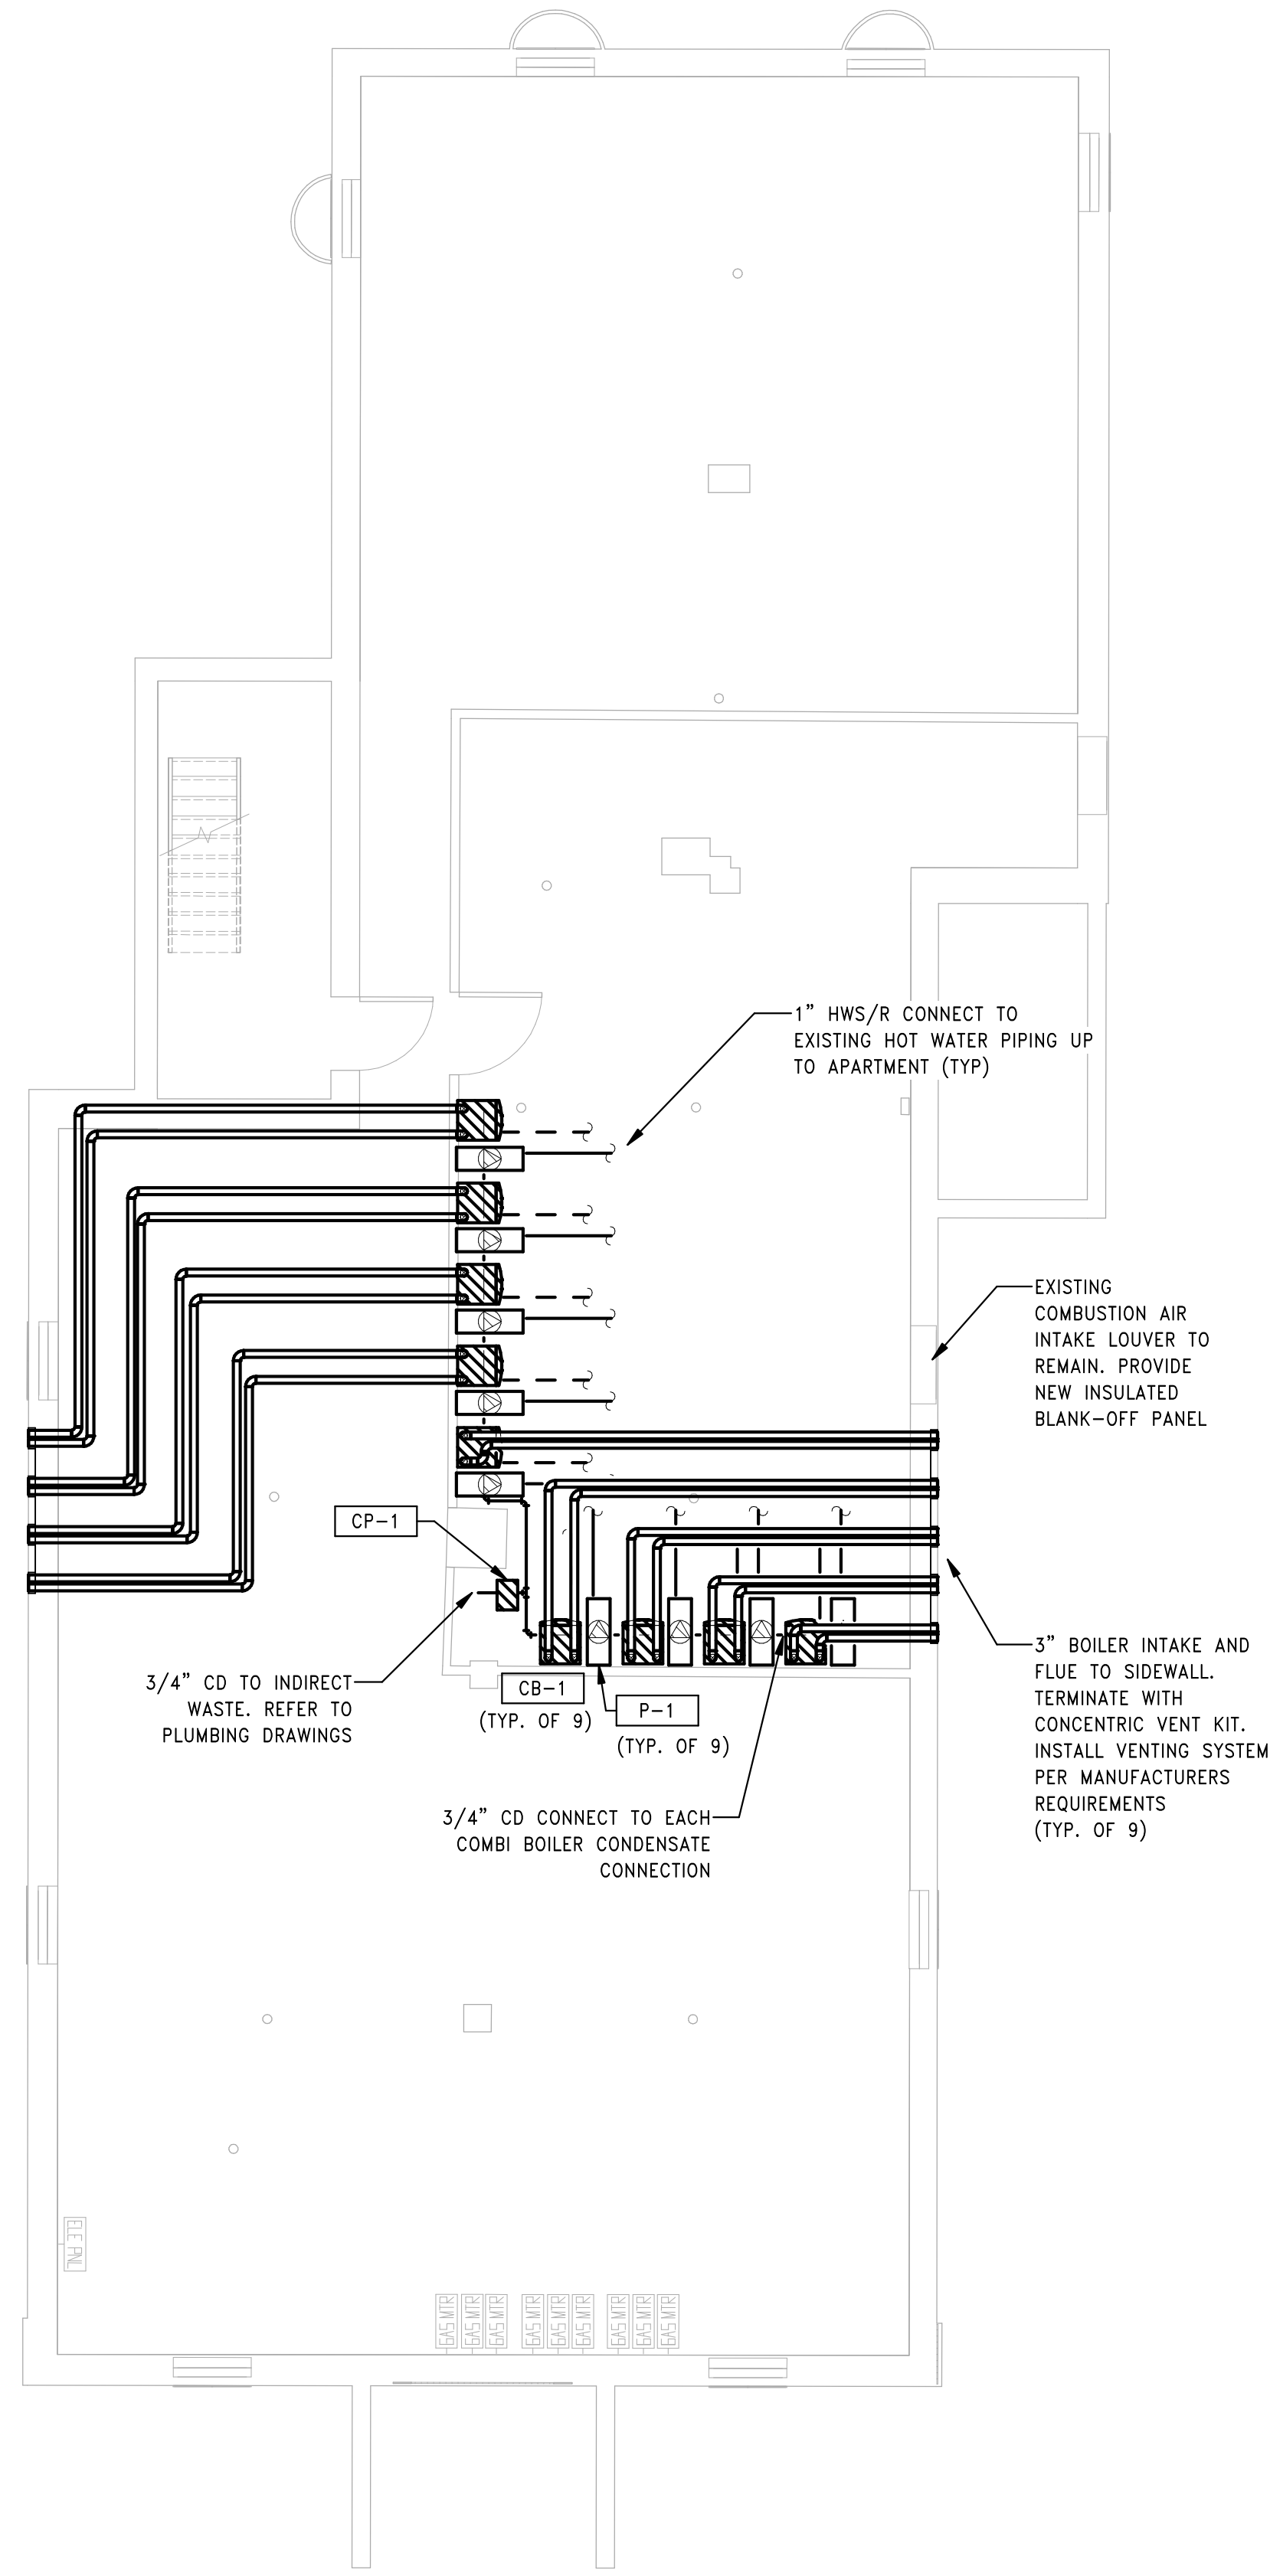 1" HWS/R CONNECT TO
EXISTING HOT WATER PIPING UP
TO APARTMENT (TYP)
EXISTING
COMBUSTION AIR
INTAKE LOUVER TO
REMAIN. PROVIDE
NEW INSULATED
BLANK-OFF PANEL
CP-1
3/4" CD TO INDIRECT
WASTE. REFER TO
PLUMBING DRAWINGS
CB-1
(TYP. OF 9)
P-1
(TYP. OF 9)
3" BOILER INTAKE AND
FLUE TO SIDEWALL.
TERMINATE WITH
CONCENTRIC VENT KIT.
INSTALL VENTING SYSTEM
PER MANUFACTURERS
REQUIREMENTS
(TYP. OF 9)
3/4" CD CONNECT TO EACH
COMBI BOILER CONDENSATE
CONNECTION
ELE PNL
GAS MTR
GAS MTR
GAS MTR
GAS MTR
GAS MTR
GAS MTR
GAS MTR
GAS MTR
GAS MTR